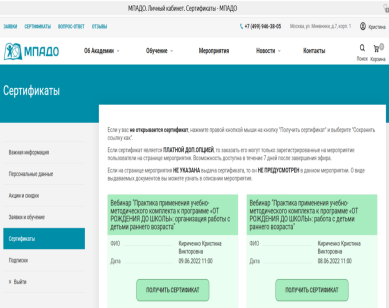 МПАДО. Личный кабинет. Сертификаты - МПАДО
ЗАЯВКИ СЕРТИФИКАТЫ ВОПРОС-ОТВЕТ ОТЗЫВЫ +7 (499) 946-38-05 Москва, ул. Мневники, д.7, корп. 1. Кристина
МПАДО Об Академии Обучение Мероприятия Новости Контакты Поиск Корзина
Сертификаты
Важная информация
Персональные данные
Акции и скидки
Заявки и обучение
Сертификаты
Подписки
Выйти
Если у вас не открывается сертификат, нажмите правой кнопкой мыши на кнопку "Получить сертификат" и выберите "Сохранить
ссылку как".
Если сертификат является ПЛАТНОЙ ДОП.ОПЦИЕЙ, то заказать его могут только зарегистрированные на мероприятие
пользователи на странице мероприятия. Возможность доступна в течение 7 дней после завершения эфира.
Если на странице мероприятия НЕ УКАЗАНА выдача сертификата, то он НЕ ПРЕДУСМОТРЕН в данном мероприятии. О виде
выдаваемых документов вы можете узнать в описании мероприятия.
Вебинар "Практика применения учебно-
методического комплекта к программе «ОТ
РОЖДЕНИЯ ДО ШКОЛЫ»: организация работы с
детьми раннего возраста"
ФИО Кириченко Кристина
Викторовна
Дата 09.06.2022 11:00
ПОЛУЧИТЬ СЕРТИФИКАТ
Вебинар "Практика применения учебно-
методического комплекта к программе «ОТ
РОЖДЕНИЯ ДО ШКОЛЫ»: работа с детьми
раннего возраста"
ФИО Кириченко Кристина
Викторовна
Дата 08.06.2022 11:00
ПОЛУЧИТЬ СЕРТИФИКАТ